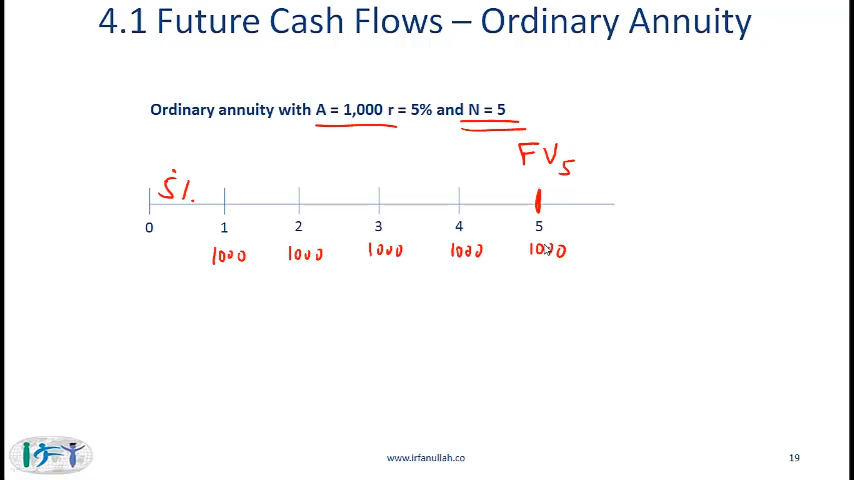 4.1 Future Cash Flows – Ordinary Annuity
Ordinary annuity with A = 1,000 r = 5% and N = 5
FV5
5%
0 1 2 3 4 5
1000 1000 1000 1000 1000
www.irfanullah.co
19